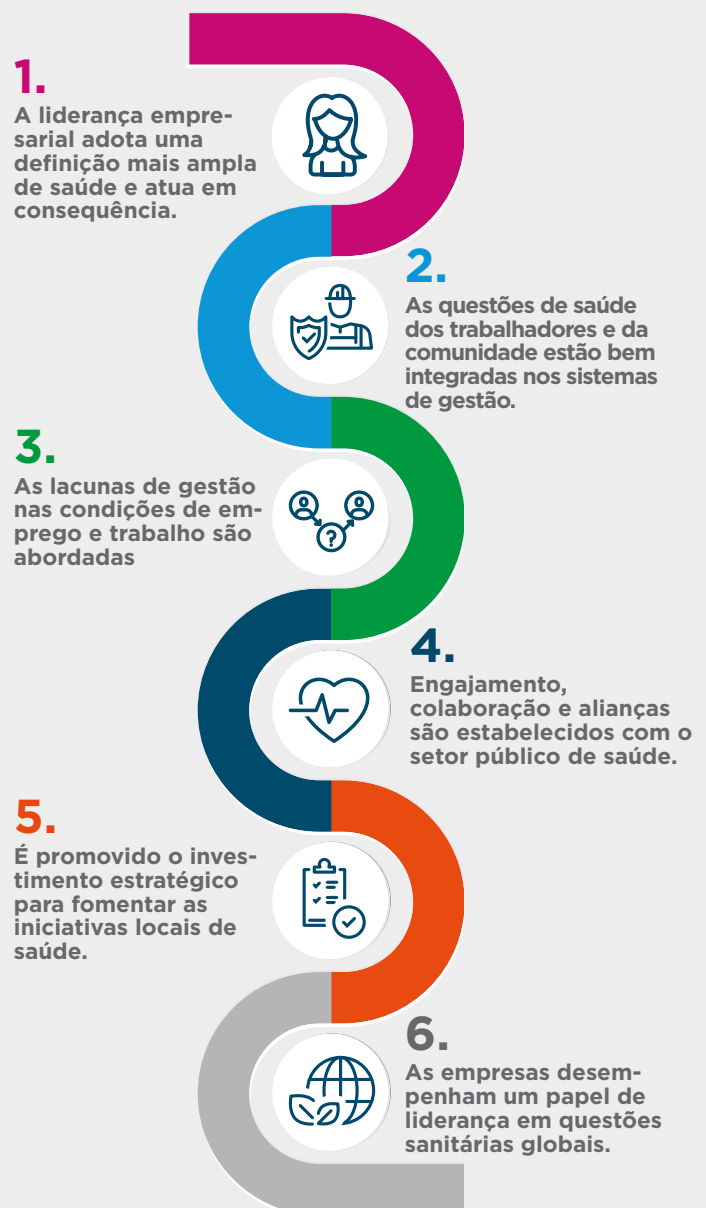 1.
A liderança empre-
sarial adota uma
definição mais ampla
de saúde e atua em
consequência.
2.
As questões de saúde
dos trabalhadores e da
comunidade estão bem
integradas nos sistemas
de gestão.
3.
As lacunas de gestão
nas condições de em-
prego e trabalho são
abordadas
?
4.
Engajamento,
colaboração e alianças
são estabelecidos com o
setor público de saúde.
5.
É promovido o inves-
timento estratégico
para fomentar as
iniciativas locais de
saúde.
6.
As empresas desem-
penham um papel de
liderança em questões
sanitárias globais.